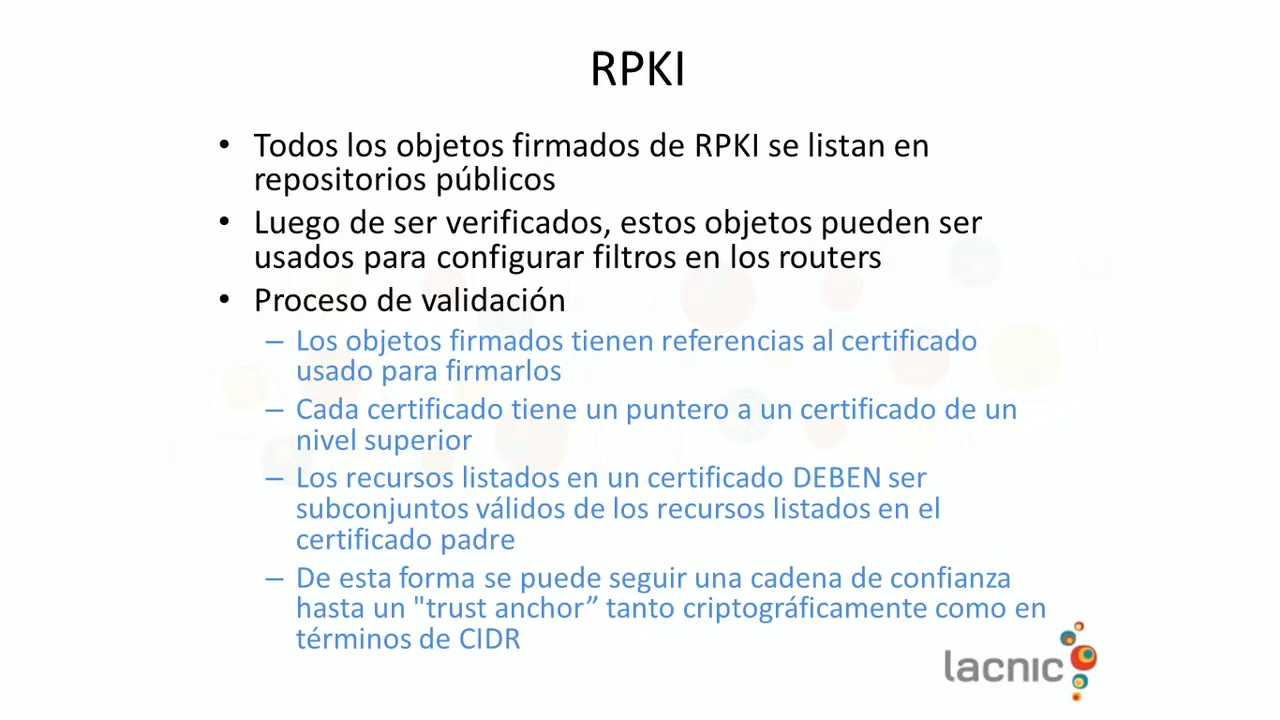 RPKI
• Todos los objetos firmados de RPKI se listan en
repositorios públicos
• Luego de ser verificados, estos objetos pueden ser
usados para configurar filtros en los routers
• Proceso de validación
– Los objetos firmados tienen referencias al certificado
usado para firmarlos
– Cada certificado tiene un puntero a un certificado de un
nivel superior
– Los recursos listados en un certificado DEBEN ser
subconjuntos válidos de los recursos listados en el
certificado padre
– De esta forma se puede seguir una cadena de confianza
hasta un "trust anchor” tanto criptográficamente como en
términos de CIDR
lacnic